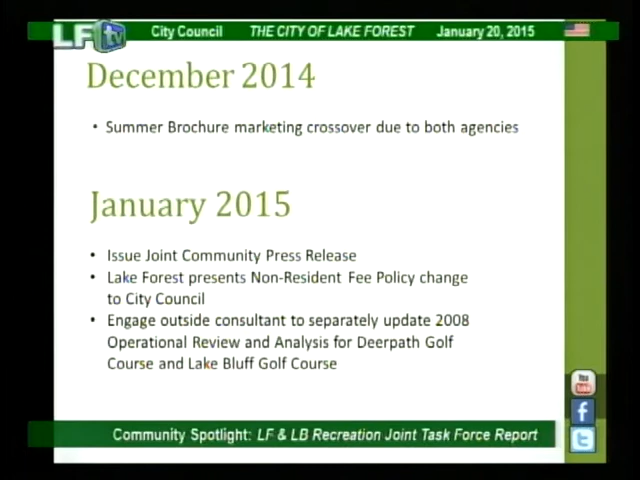 LFtv City Council THE CITY OF LAKE FOREST January 20, 2015
December 2014
• Summer Brochure marketing crossover due to both agencies
January 2015
• Issue Joint Community Press Release
• Lake Forest presents Non-Resident Fee Policy change
to City Council
• Engage outside consultant to separately update 2008
Operational Review and Analysis for Deerpath Golf
Course and Lake Bluff Golf Course
You
Tube
f
t
Community Spotlight: LF & LB Recreation Joint Task Force Report